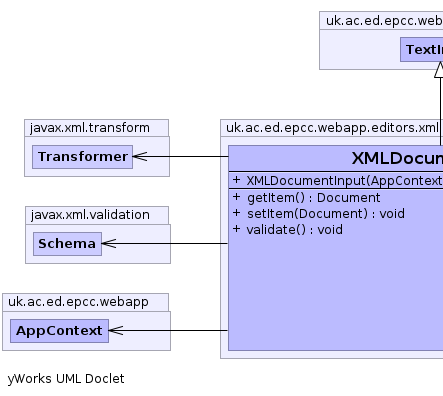 uk.ac.ed.epcc.web
TextIn
javax.xml.transform
Transformer
uk.ac.ed.epcc.webapp.editors.xml
XMLDocum
+ XMLDocumentInput(AppContext
+ getItem() : Document
+ setItem(Document) : void
+ validate() : void
javax.xml.validation
Schema
uk.ac.ed.epcc.webapp
AppContext
yWorks UML Doclet